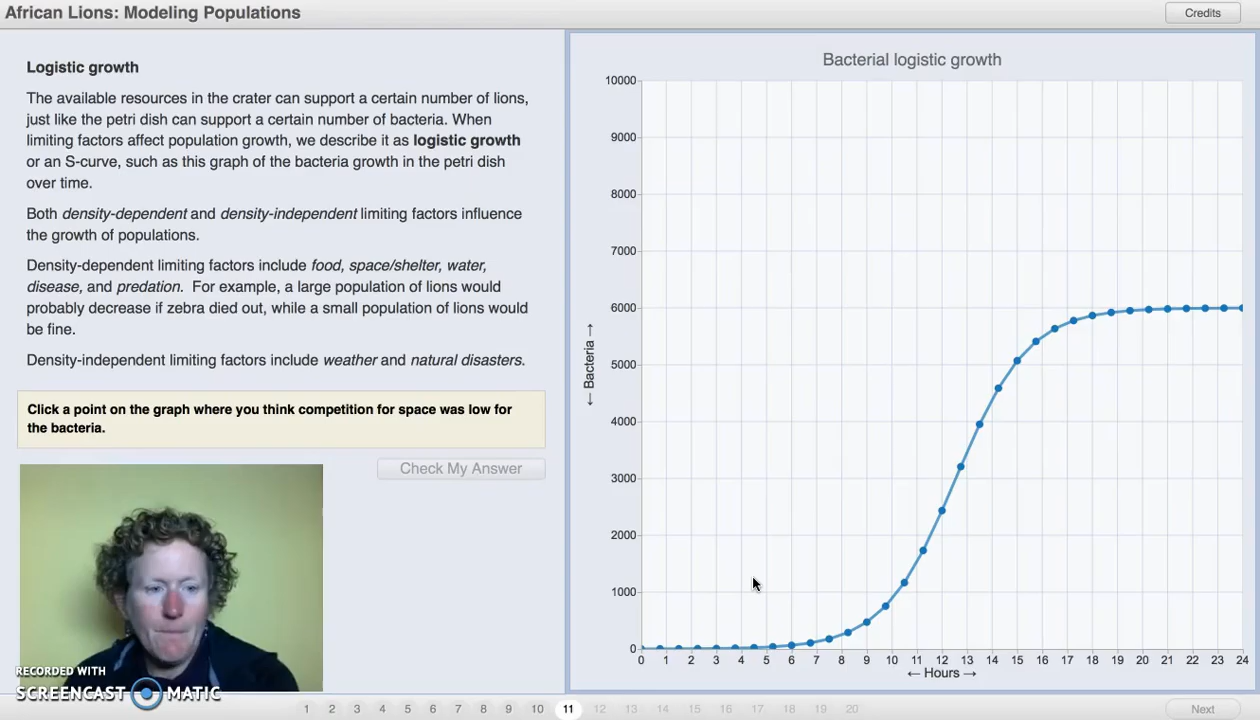 African Lions: Modeling Populations
Credits
Logistic growth
The available resources in the crater can support a certain number of lions,
just like the petri dish can support a certain number of bacteria. When
limiting factors affect population growth, we describe it as logistic growth
or an S-curve, such as this graph of the bacteria growth in the petri dish
over time.
Both density-dependent and density-independent limiting factors influence
the growth of populations.
Density-dependent limiting factors include food, space/shelter, water,
disease, and predation. For example, a large population of lions would
probably decrease if zebra died out, while a small population of lions would
be fine.
Density-independent limiting factors include weather and natural disasters.
Click a point on the graph where you think competition for space was low for
the bacteria.
Check My Answer
RECORDED WITH
SCREENCAST MATIC
Bacterial logistic growth
10000
9000
8000
7000
6000
5000
4000
3000
2000
1000
0
← Bacteria →
0 1 2 3 4 5 6 7 8 9 10 11 12 13 14 15 16 17 18 19 20 21 22 23 24
← Hours →
1 2 3 4 5 6 7 8 9 10 11 12 13 14 15 16 17 18 19 20
Next